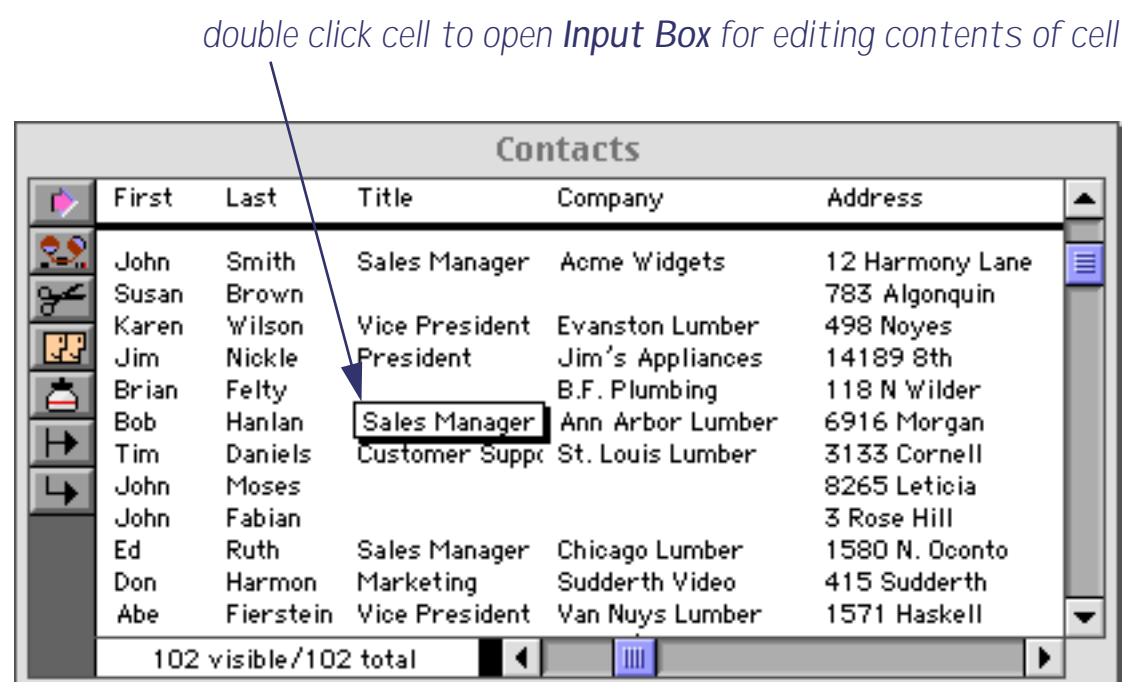 double click cell to open Input Box for editing contents of cell
Contacts
First Last Title Company Address
John Smith Sales Manager Acme Widgets 12 Harmony Lane
Susan Brown 783 Algonquin
Karen Wilson Vice President Evanston Lumber 498 Noyes
Jim Nickle President Jim's Appliances 14189 8th
Brian Felty B.F. Plumbing 118 N Wilder
Bob Hanlan Sales Manager Ann Arbor Lumber 6916 Morgan
Tim Daniels Customer Suppo St. Louis Lumber 3133 Cornell
John Moses 8265 Leticia
John Fabian 3 Rose Hill
Ed Ruth Sales Manager Chicago Lumber 1580 N. Oconto
Don Harmon Marketing Sudderth Video 415 Sudderth
Abe Fierstein Vice President Van Nuys Lumber 1571 Haskell
102 visible/102 total